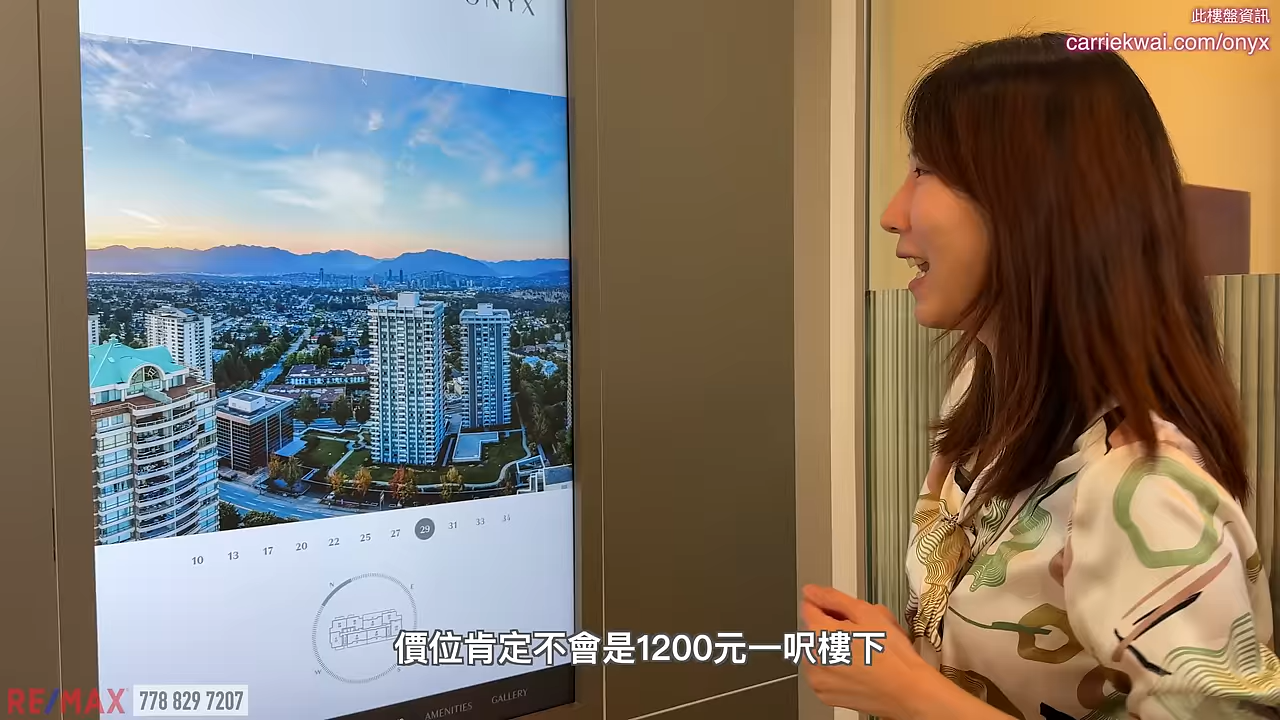 此樓盤資訊
carriekwai.com/onyx
ONYX
10 13 17 20 22 25 27 29 31 33 34
N
E
W
S
價位肯定不會是1200元一呎樓下
AMENITIES GALLERY
RE/MAX 778 829 7207